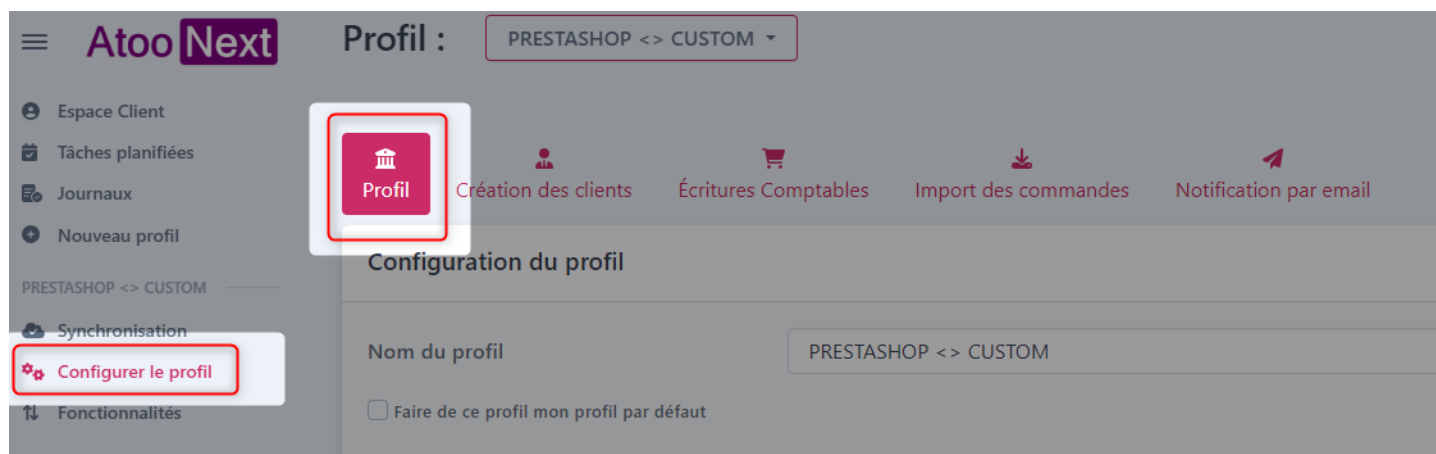 Atoo Next
Profil :
PRESTASHOP <> CUSTOM
Espace Client
Tâches planifiées
Journaux
Nouveau profil
PRESTASHOP <> CUSTOM
Synchronisation
Configurer le profil
Fonctionnalités
Profil
Création des clients
Écritures Comptables
Import des commandes
Notification par email
Configuration du profil
Nom du profil
PRESTASHOP <> CUSTOM
Faire de ce profil mon profil par défaut